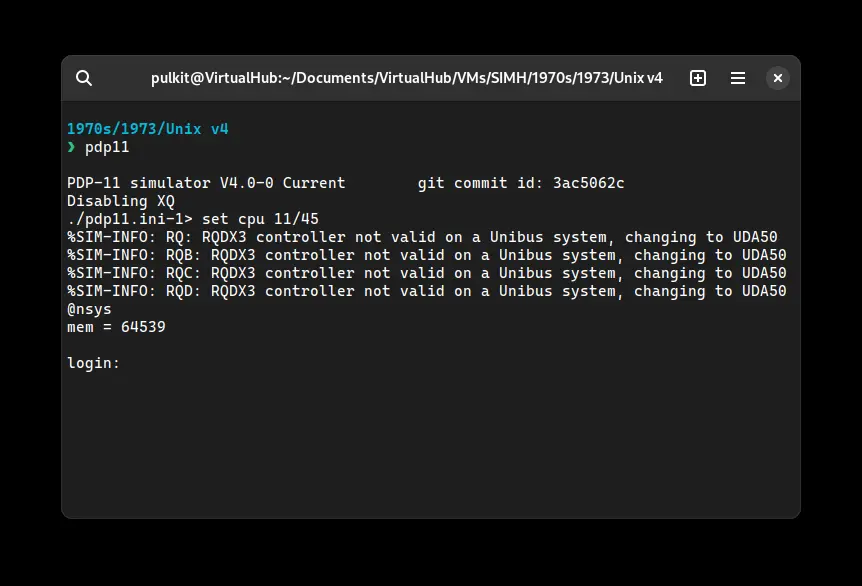 pulkit@VirtualHub:~/Documents/VirtualHub/VMs/SIMH/1970s/1973/Unix v4
1970s/1973/Unix v4
❯ pdp11
PDP-11 simulator V4.0-0 Current        git commit id: 3ac5062c
Disabling XQ
./pdp11.ini-1> set cpu 11/45
%SIM-INFO: RQ: RQDX3 controller not valid on a Unibus system, changing to UDA50
%SIM-INFO: RQB: RQDX3 controller not valid on a Unibus system, changing to UDA50
%SIM-INFO: RQC: RQDX3 controller not valid on a Unibus system, changing to UDA50
%SIM-INFO: RQD: RQDX3 controller not valid on a Unibus system, changing to UDA50
@nsys
mem = 64539
login: